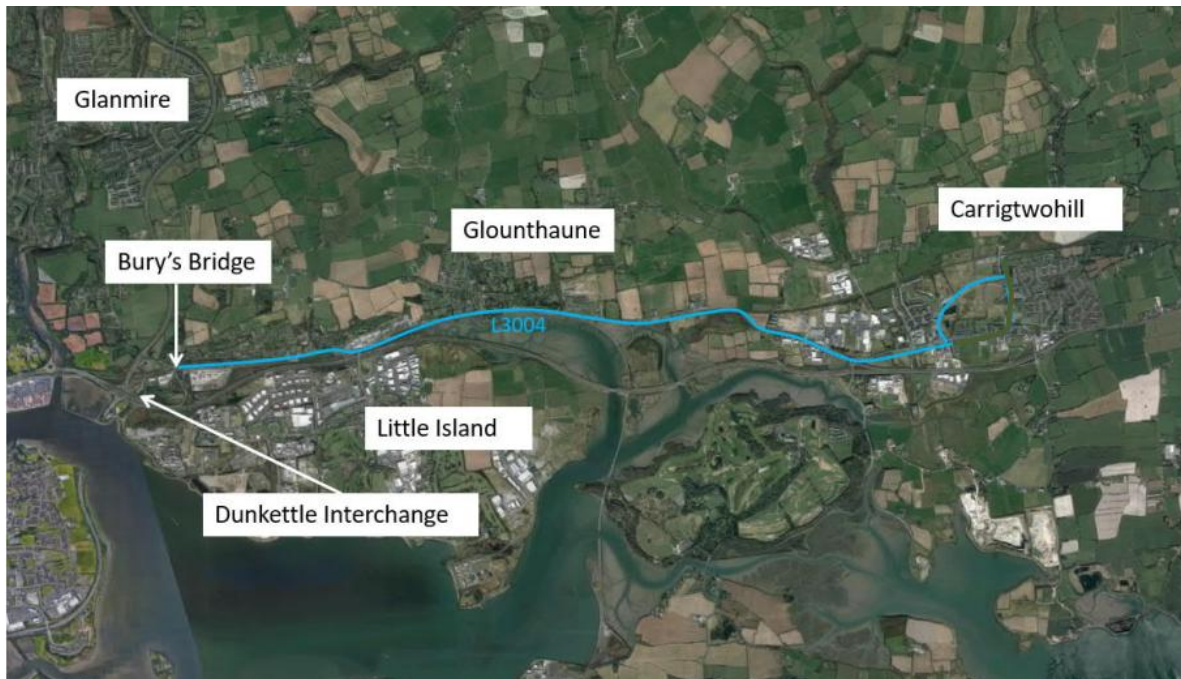 Glanmire
Carrigtwohill
Glounthaune
Bury's Bridge
L3004
Little Island
Dunkettle Interchange